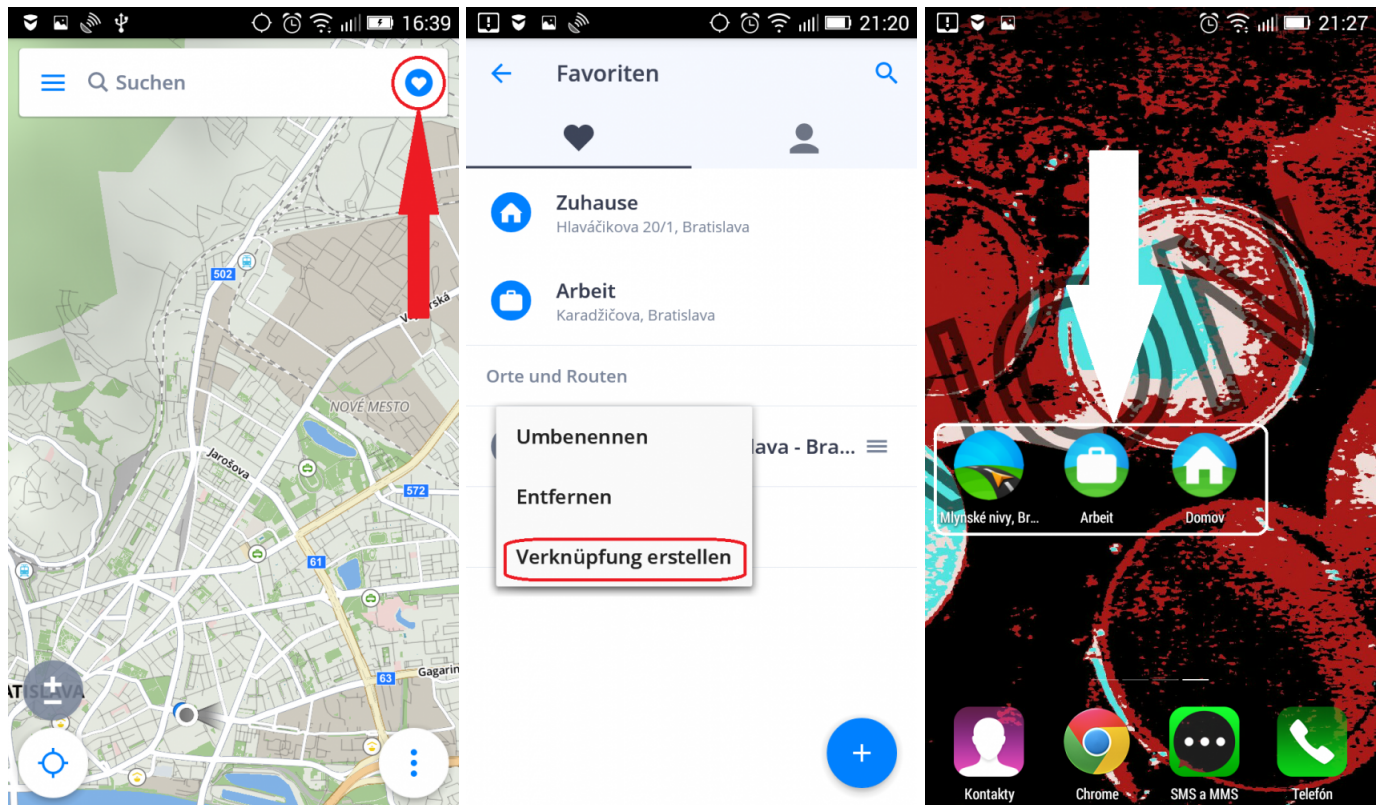 16:39
Suchen
502
Vajnorská
NOVÉ MESTO
Jarošova
572
61
63
Gagarin
21:20
Favoriten
Zuhause
Hlaváčikova 20/1, Bratislava
Arbeit
Karadžičova, Bratislava
Orte und Routen
lava - Bra...
Umbenennen
Entfernen
Verknüpfung erstellen
21:27
Mlynské nivy, Br...
Arbeit
Domov
Kontakty
Chrome
SMS a MMS
Telefón